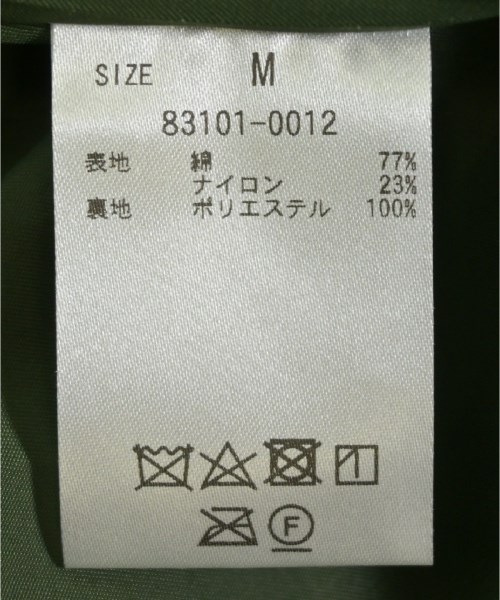 SIZE M
83101-0012
表地 綿 77%
ナイロン 23%
裏地 ポリエステル 100%
F